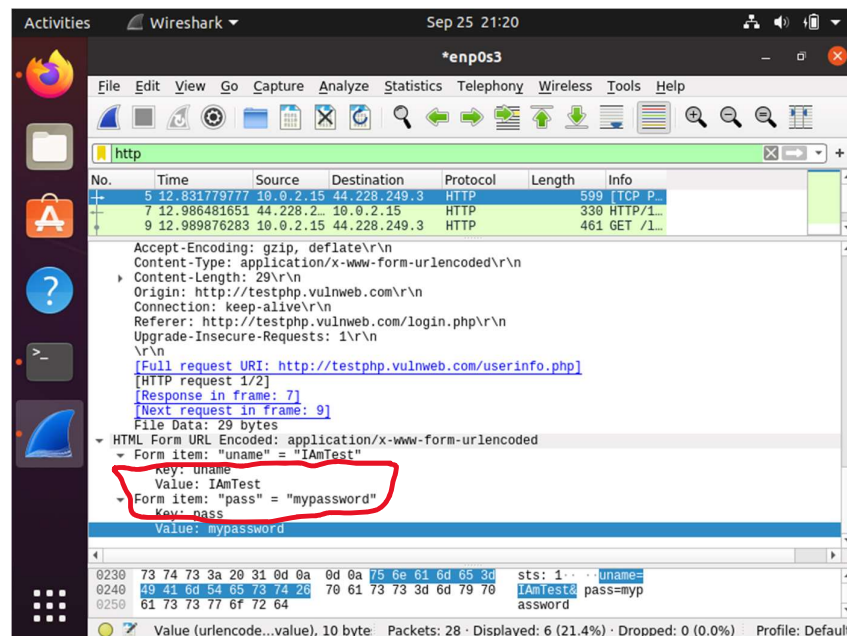 Activities Wireshark Sep 25 21:20
*enp0s3
File Edit View Go Capture Analyze Statistics Telephony Wireless Tools Help
http
No. Time Source Destination Protocol Length Info
5 12.831779777 10.0.2.15 44.228.249.3 HTTP 599 [TCP P…
7 12.986481651 44.228.2… 10.0.2.15 HTTP 330 HTTP/1…
9 12.989876283 10.0.2.15 44.228.249.3 HTTP 461 GET /l…
Accept-Encoding: gzip, deflate\r\n
Content-Type: application/x-www-form-urlencoded\r\n
Content-Length: 29\r\n
Origin: http://testphp.vulnweb.com\r\n
Connection: keep-alive\r\n
Referer: http://testphp.vulnweb.com/login.php\r\n
Upgrade-Insecure-Requests: 1\r\n
\r\n
[Full request URI: http://testphp.vulnweb.com/userinfo.php]
[HTTP request 1/2]
[Response in frame: 7]
[Next request in frame: 9]
File Data: 29 bytes
HTML Form URL Encoded: application/x-www-form-urlencoded
Form item: "uname" = "IAmTest"
Key: uname
Value: IAmTest
Form item: "pass" = "mypassword"
Key: pass
Value: mypassword
0230 73 74 73 3a 20 31 0d 0a 0d 0a 75 6e 61 6d 65 3d sts: 1·· ··uname=
0240 49 41 6d 54 65 73 74 26 70 61 73 73 3d 6d 79 70 IAmTest& pass=myp
0250 61 73 73 77 6f 72 64 assword
Value (urlencode…value), 10 byte Packets: 28 · Displayed: 6 (21.4%) · Dropped: 0 (0.0%) Profile: Defaul